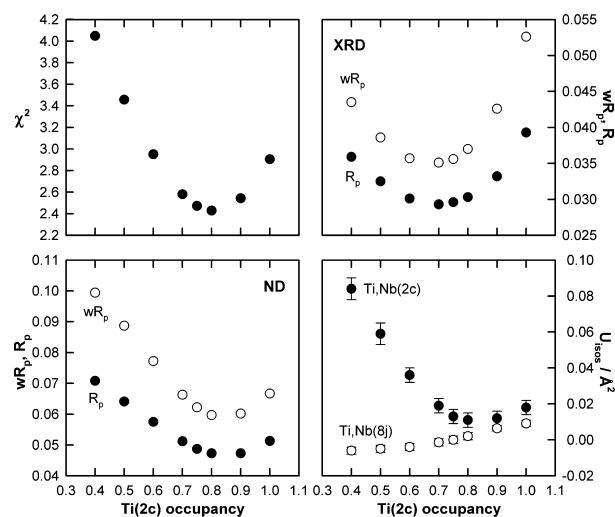 4.2
4.0
3.8
3.6
3.4
3.2
3.0
2.8
2.6
2.4
2.2
χ²
XRD
wRp
Rp
0.055
0.050
0.045
0.040
0.035
0.030
0.025
wRp, Rp
0.11
0.10
0.09
0.08
0.07
0.06
0.05
0.04
wRp, Rp
ND
wRp
Rp
0.3 0.4 0.5 0.6 0.7 0.8 0.9 1.0
Ti(2c) occupancy
Ti,Nb(2c)
Ti,Nb(8j)
0.10
0.08
0.06
0.04
0.02
0.00
-0.02
Uisos / Å²
0.3 0.4 0.5 0.6 0.7 0.8 0.9 1.0 1.1
Ti(2c) occupancy